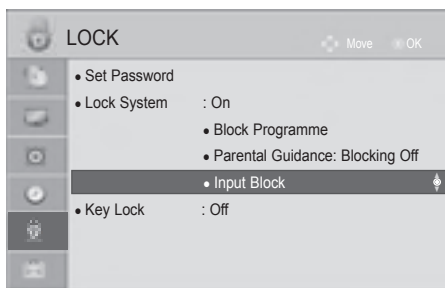 LOCK
Move OK
• Set Password
• Lock System : On
• Block Programme
• Parental Guidance: Blocking Off
• Input Block
• Key Lock : Off